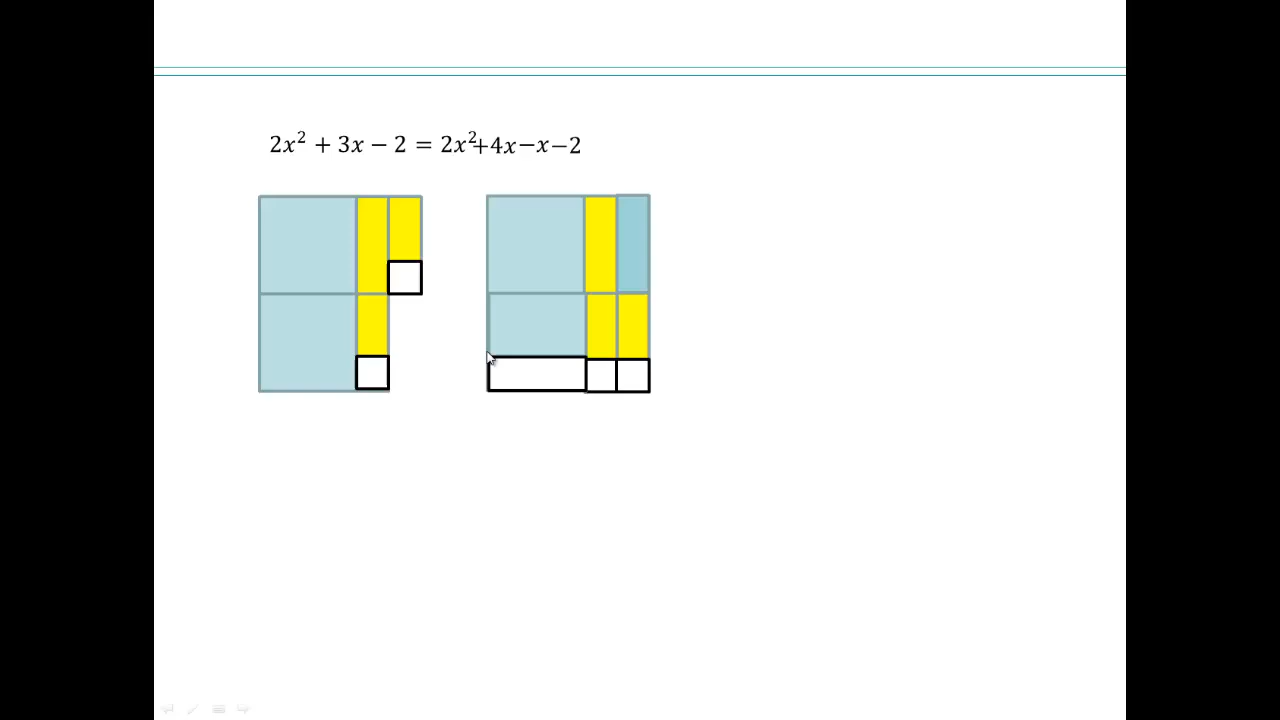 2x² + 3x − 2 = 2x²+4x−x−2